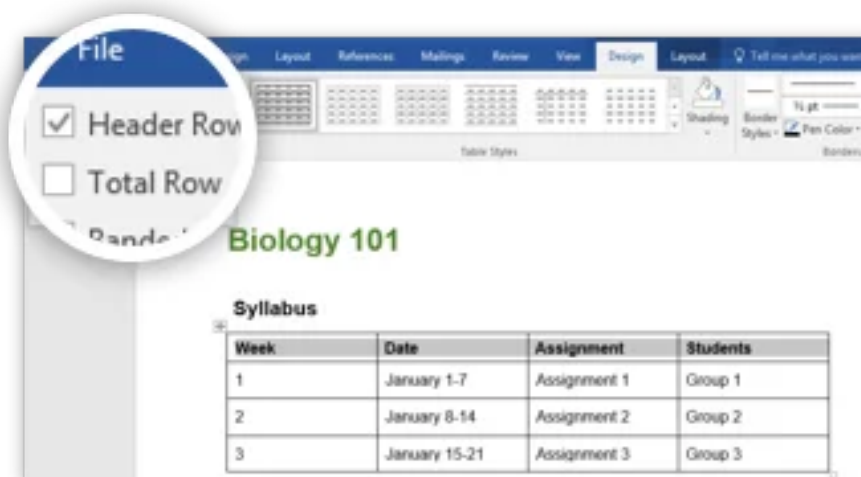 File
Design Layout References Mailings Review View Design Layout Tell me what you want
Header Row
Total Row
Shading
Border
Styles
½ pt
Pen Color
Table Styles
Borders
Biology 101
Syllabus
Week Date Assignment Students
1 January 1-7 Assignment 1 Group 1
2 January 8-14 Assignment 2 Group 2
3 January 15-21 Assignment 3 Group 3